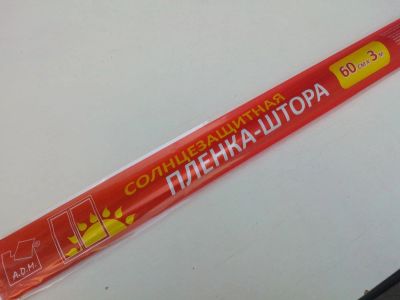 СОЛНЦЕЗАЩИТНАЯ
ПЛЕНКА-ШТОРА
60 см х 3 м
A.D.M.